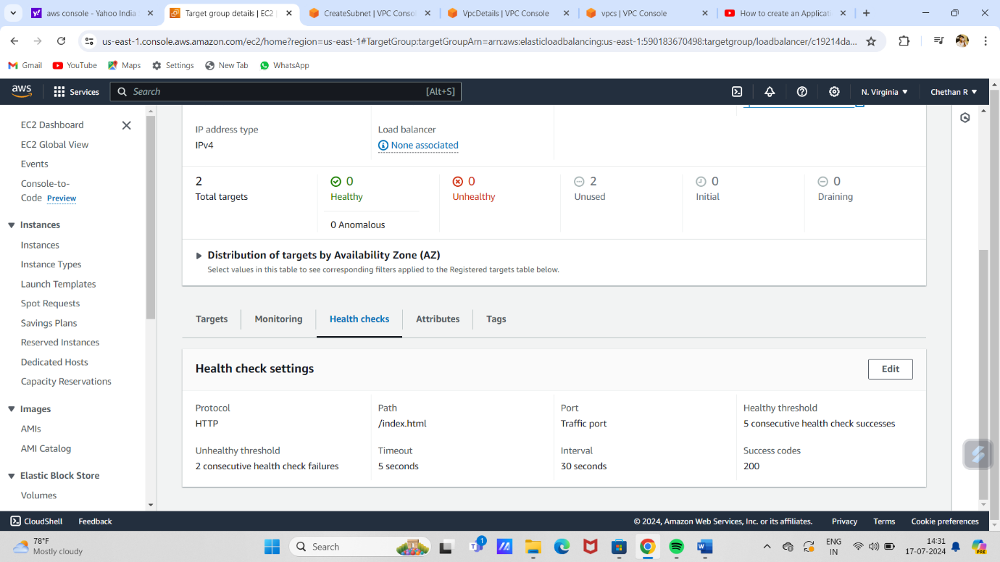 aws console - Yahoo India
Target group details | EC2 |
CreateSubnet | VPC Conso
VpcDetails | VPC Console
vpcs | VPC Console
How to create an Applicat
us-east-1.console.aws.amazon.com/ec2/home?region=us-east-1#TargetGroup:targetGroupArn=arn:aws:elasticloadbalancing:us-east-1:590183670498:targetgroup/loadbalancer/c19214da...
Gmail
YouTube
Maps
Settings
New Tab
WhatsApp
aws
Services
Search
[Alt+S]
N. Virginia
Chethan R
EC2 Dashboard
EC2 Global View
Events
Console-to-
Code Preview
Instances
Instances
Instance Types
Launch Templates
Spot Requests
Savings Plans
Reserved Instances
Dedicated Hosts
Capacity Reservations
Images
AMIs
AMI Catalog
Elastic Block Store
Volumes
IP address type
IPv4
Load balancer
None associated
2
Total targets
0
Healthy
0 Anomalous
0
Unhealthy
2
Unused
0
Initial
0
Draining
Distribution of targets by Availability Zone (AZ)
Select values in this table to see corresponding filters applied to the Registered targets table below.
Targets
Monitoring
Health checks
Attributes
Tags
Health check settings
Edit
Protocol
HTTP
Path
/index.html
Port
Traffic port
Healthy threshold
5 consecutive health check successes
Unhealthy threshold
2 consecutive health check failures
Timeout
5 seconds
Interval
30 seconds
Success codes
200
CloudShell
Feedback
© 2024, Amazon Web Services, Inc. or its affiliates.
Privacy
Terms
Cookie preferences
78°F
Mostly cloudy
Search
1
ENG
IN
14:31
17-07-2024
PRE